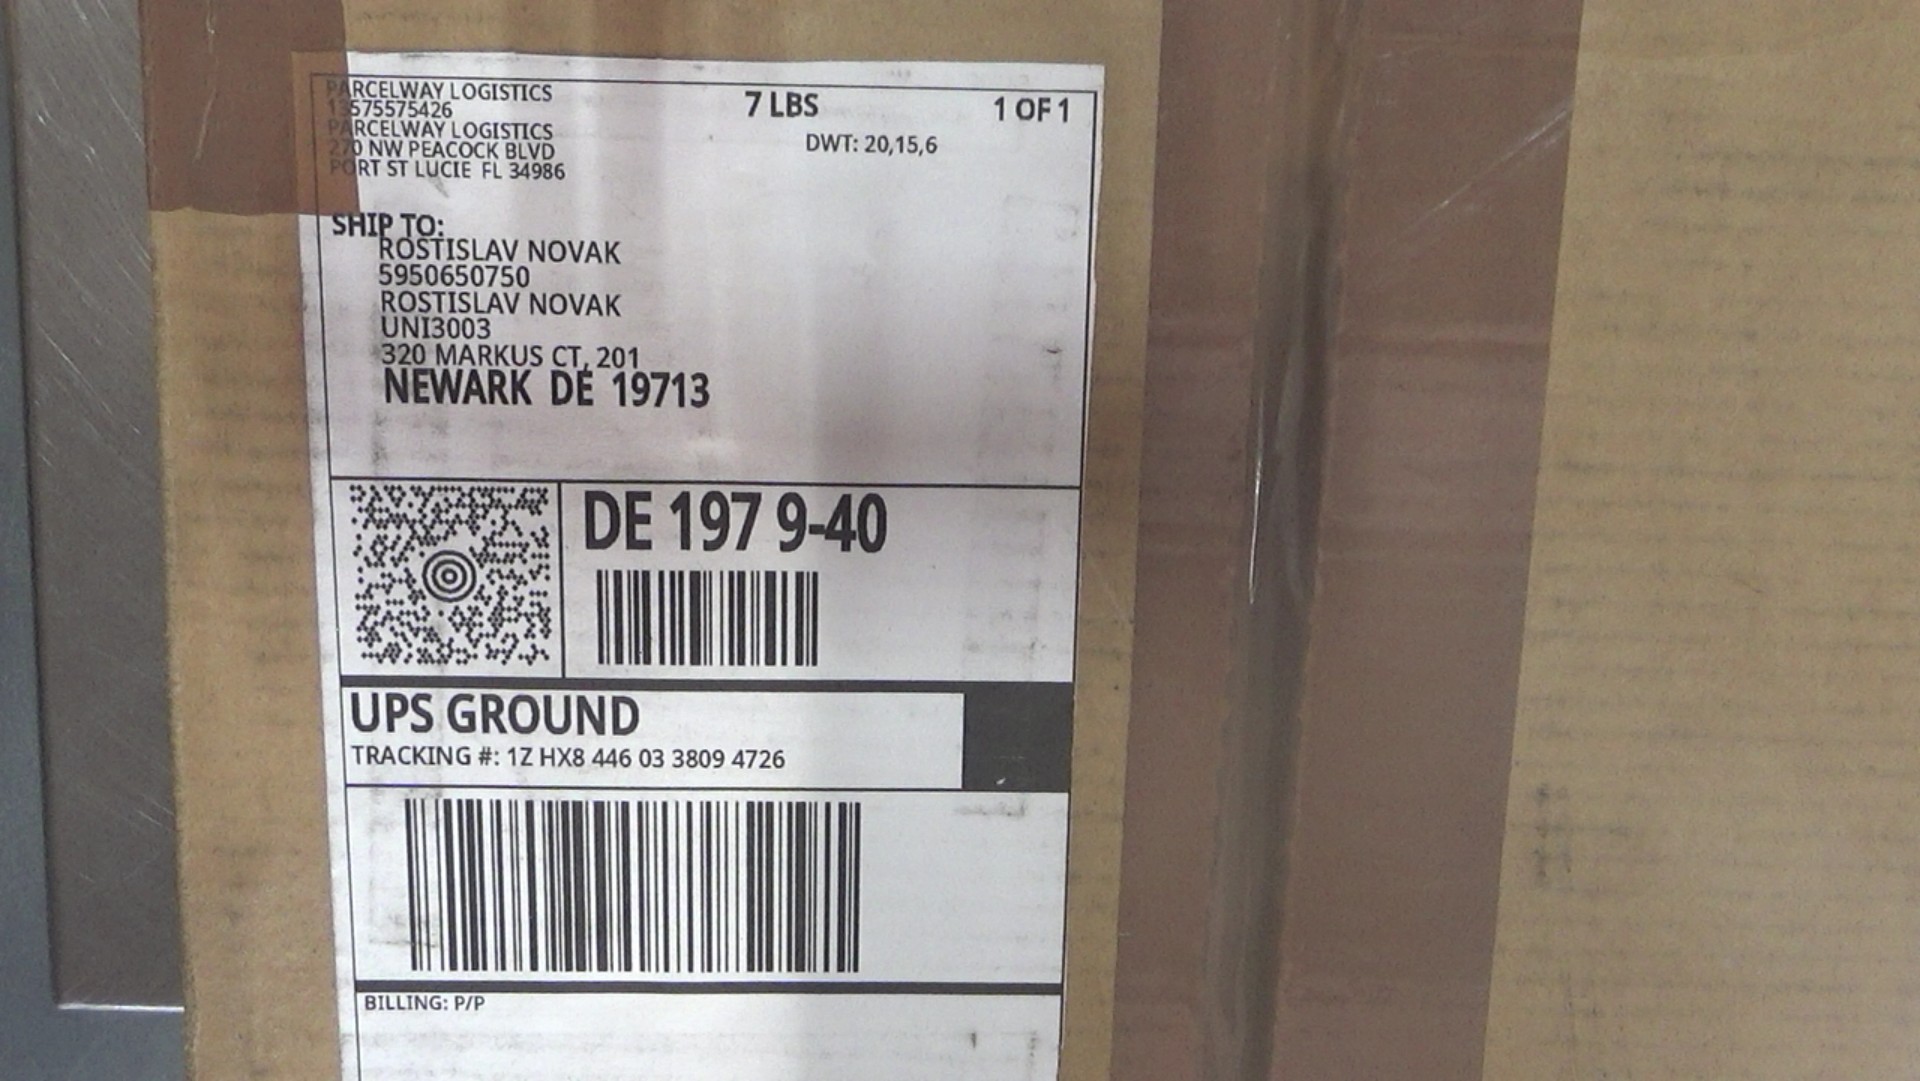 PARCELWAY LOGISTICS
13575575426
PARCELWAY LOGISTICS
270 NW PEACOCK BLVD
PORT ST LUCIE FL 34986
7 LBS
1 OF 1
DWT: 20,15,6
SHIP TO:
ROSTISLAV NOVAK
5950650750
ROSTISLAV NOVAK
UNI3003
320 MARKUS CT, 201
NEWARK DE 19713
DE 197 9-40
UPS GROUND
TRACKING #: 1Z HX8 446 03 3809 4726
BILLING: P/P